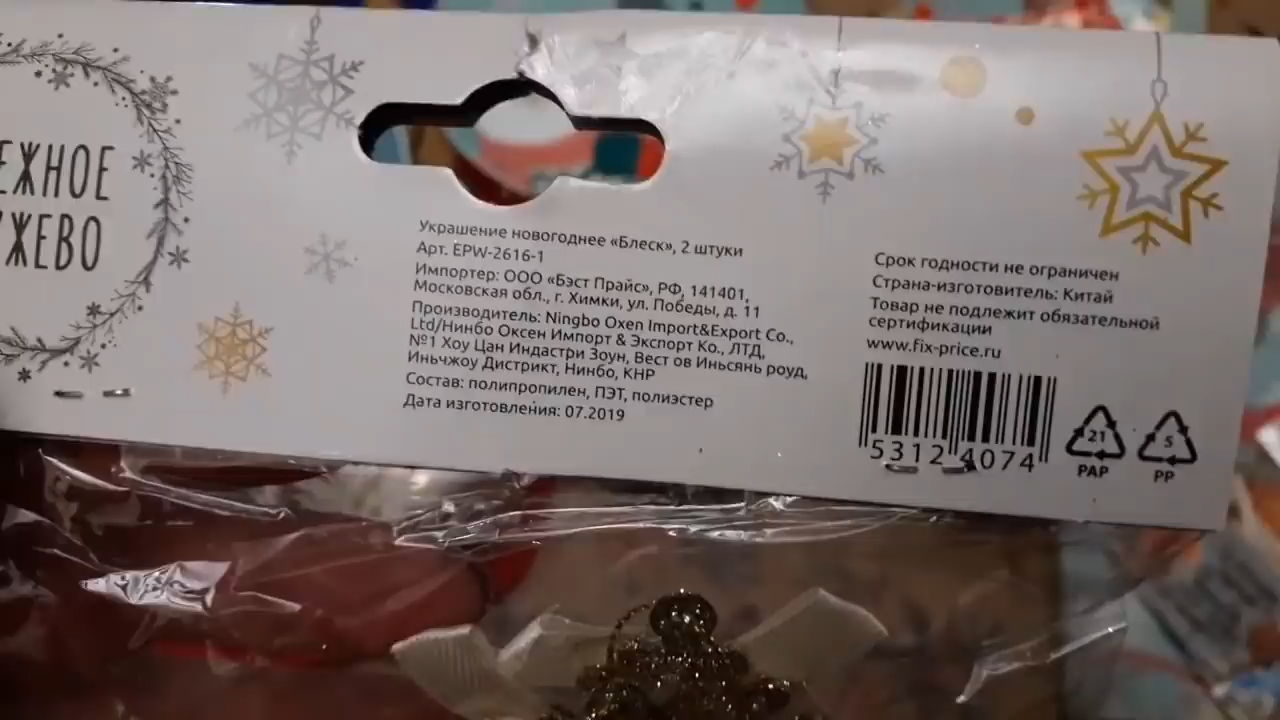 ЕЖНОЕ
ЖЕВО
Украшение новогоднее «Блеск», 2 штуки
Арт. EPW-2616-1
Импортер: ООО «Бэст Прайс», РФ, 141401,
Московская обл., г. Химки, ул. Победы, д. 11
Производитель: Ningbo Oxen Import&Export Co.,
Ltd/Нинбо Оксен Импорт & Экспорт Ко., ЛТД,
№1 Хоу Цан Индастри Зоун, Вест ов Иньсянь роуд,
Иньчжоу Дистрикт, Нинбо, КНР
Состав: полипропилен, ПЭТ, полиэстер
Дата изготовления: 07.2019
Срок годности не ограничен
Страна-изготовитель: Китай
Товар не подлежит обязательной
сертификации
www.fix-price.ru
5312 4074
21
PAP
5
PP